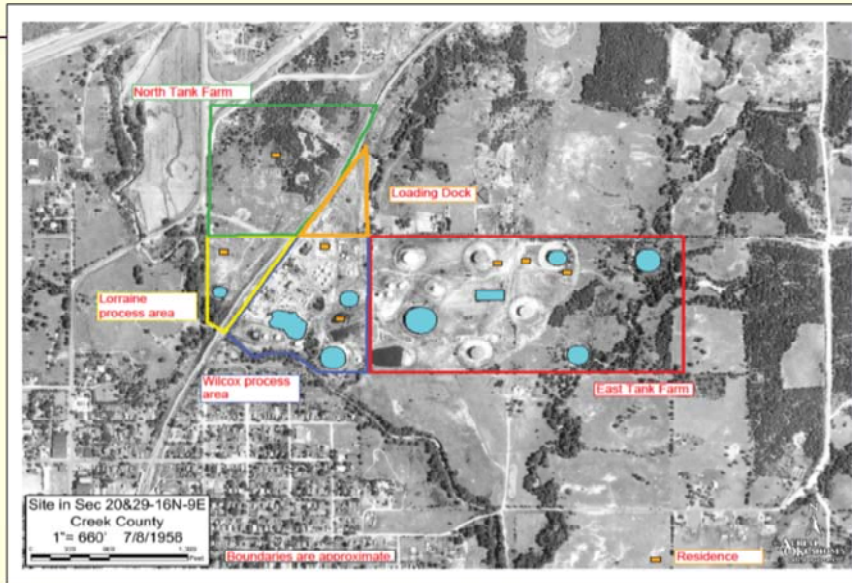 North Tank Farm
Loading Dock
Lorraine
process area
Wilcox process
area
East Tank Farm
Site in Sec 20&29-16N-9E
Creek County
1"= 660' 7/8/1956
Feet
Boundaries are approximate
Residence